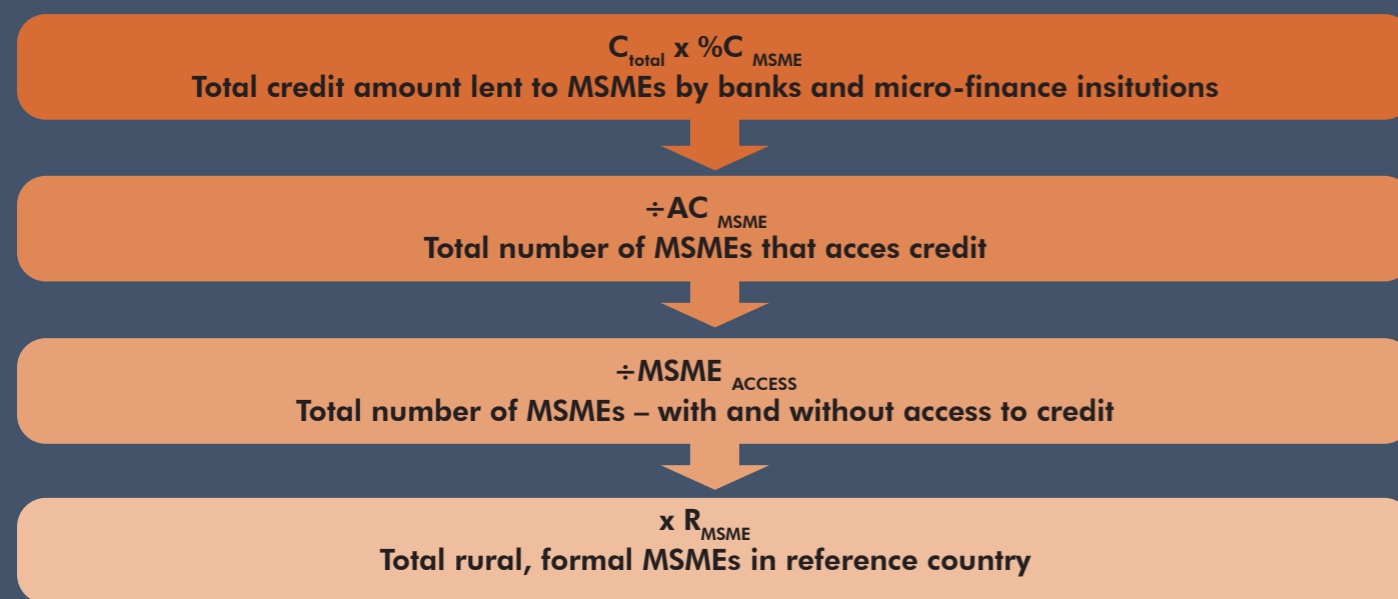 Ctotal x %C MSME
Total credit amount lent to MSMEs by banks and micro-finance insitutions
÷AC MSME
Total number of MSMEs that acces credit
÷MSME ACCESS
Total number of MSMEs – with and without access to credit
x RMSME
Total rural, formal MSMEs in reference country